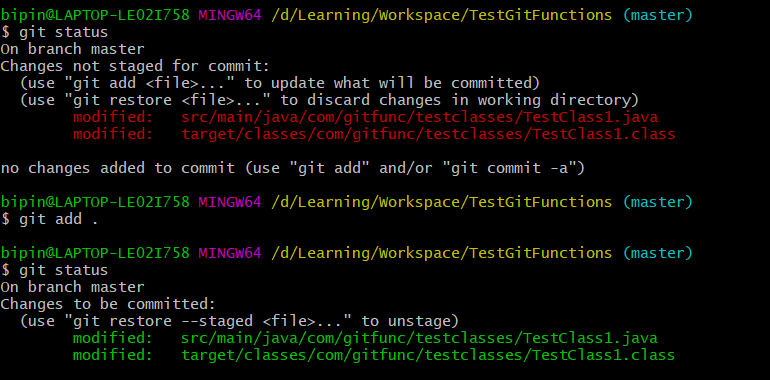 bipin@LAPTOP-LE02I758 MINGW64 /d/Learning/Workspace/TestGitFunctions (master)
$ git status
On branch master
Changes not staged for commit:
  (use "git add <file>..." to update what will be committed)
  (use "git restore <file>..." to discard changes in working directory)
        modified:   src/main/java/com/gitfunc/testclasses/TestClass1.java
        modified:   target/classes/com/gitfunc/testclasses/TestClass1.class

no changes added to commit (use "git add" and/or "git commit -a")

bipin@LAPTOP-LE02I758 MINGW64 /d/Learning/Workspace/TestGitFunctions (master)
$ git add .

bipin@LAPTOP-LE02I758 MINGW64 /d/Learning/Workspace/TestGitFunctions (master)
$ git status
On branch master
Changes to be committed:
  (use "git restore --staged <file>..." to unstage)
        modified:   src/main/java/com/gitfunc/testclasses/TestClass1.java
        modified:   target/classes/com/gitfunc/testclasses/TestClass1.class